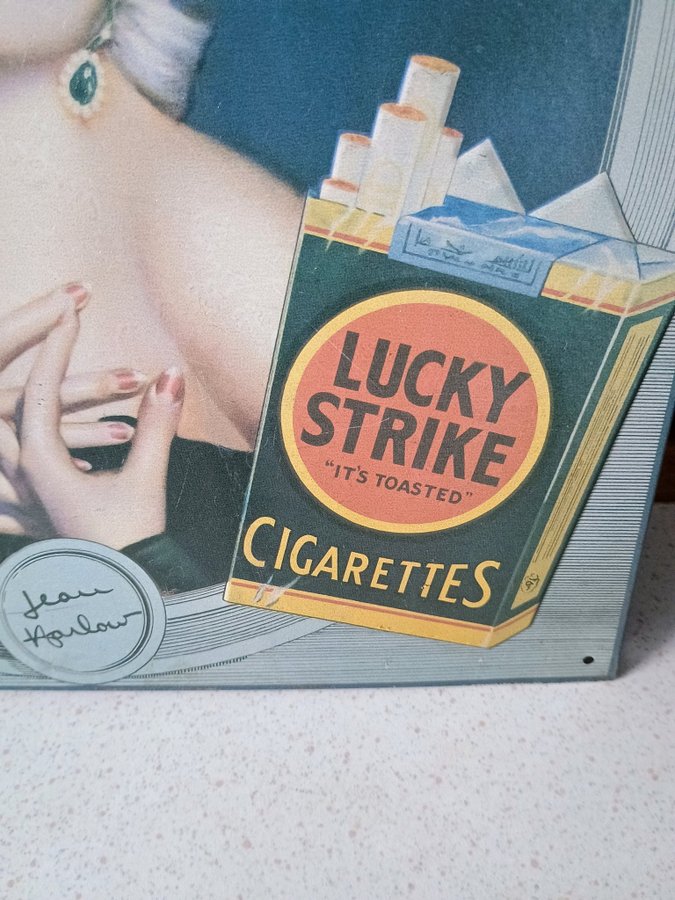 LUCKY
STRIKE
"IT'S TOASTED"
CIGARETTES
Jean
Harlow